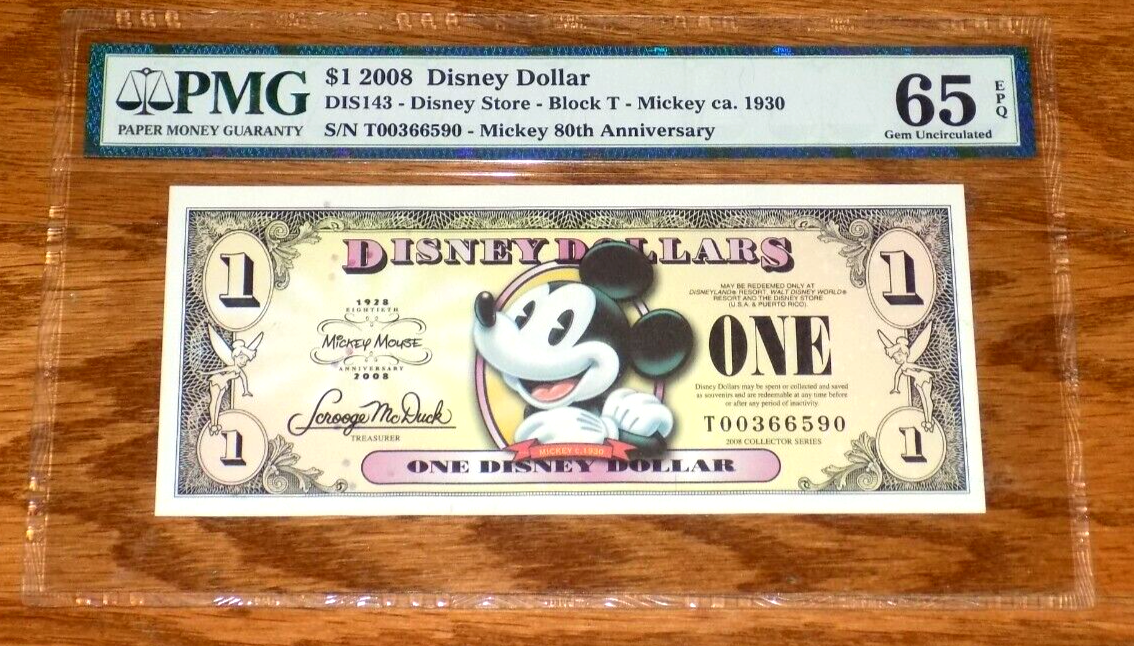 PMG
PAPER MONEY GUARANTY
$1 2008 Disney Dollar
DIS143 - Disney Store - Block T - Mickey ca. 1930
S/N T00366590 - Mickey 80th Anniversary
65
EPQ
Gem Uncirculated
DISNEY DOLLARS
1
1
1928
EIGHTIETH
MICKEY MOUSE
ANNIVERSARY
2008
Scrooge McDuck
TREASURER
MAY BE REDEEMED ONLY AT
DISNEYLAND® RESORT, WALT DISNEY WORLD®
RESORT AND THE DISNEY STORE
(U.S.A. & PUERTO RICO).
ONE
Disney Dollars may be spent or collected and saved
as souvenirs and are redeemable at any time before
or after any period of inactivity.
T00366590
2008 COLLECTOR SERIES
1
1
MICKEY c.1930
ONE DISNEY DOLLAR